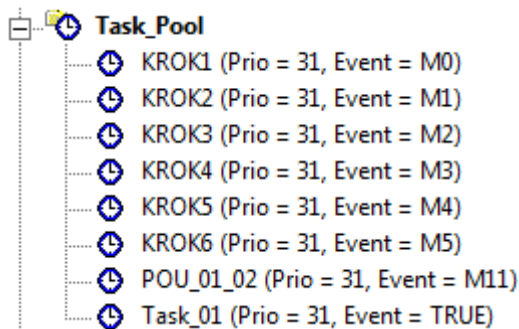 Task_Pool
KROK1 (Prio = 31, Event = M0)
KROK2 (Prio = 31, Event = M1)
KROK3 (Prio = 31, Event = M2)
KROK4 (Prio = 31, Event = M3)
KROK5 (Prio = 31, Event = M4)
KROK6 (Prio = 31, Event = M5)
POU_01_02 (Prio = 31, Event = M11)
Task_01 (Prio = 31, Event = TRUE)